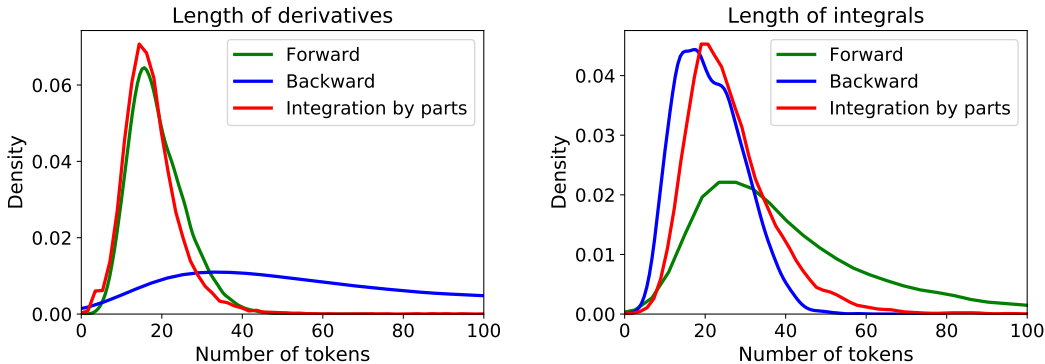 Length of derivatives
Density
0.06
0.04
0.02
0.00
Forward
Backward
Integration by parts
0 20 40 60 80 100
Number of tokens
Length of integrals
Density
0.04
0.03
0.02
0.01
0.00
Forward
Backward
Integration by parts
0 20 40 60 80 100
Number of tokens